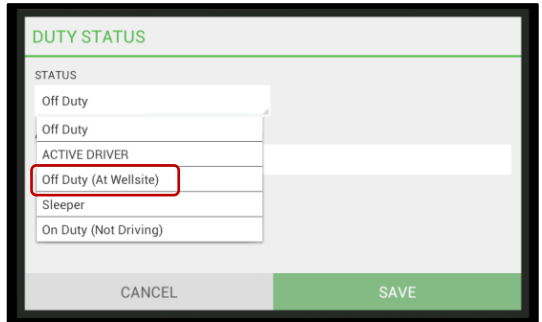 DUTY STATUS
STATUS
Off Duty
Off Duty
ACTIVE DRIVER
Off Duty (At Wellsite)
Sleeper
On Duty (Not Driving)
CANCEL
SAVE